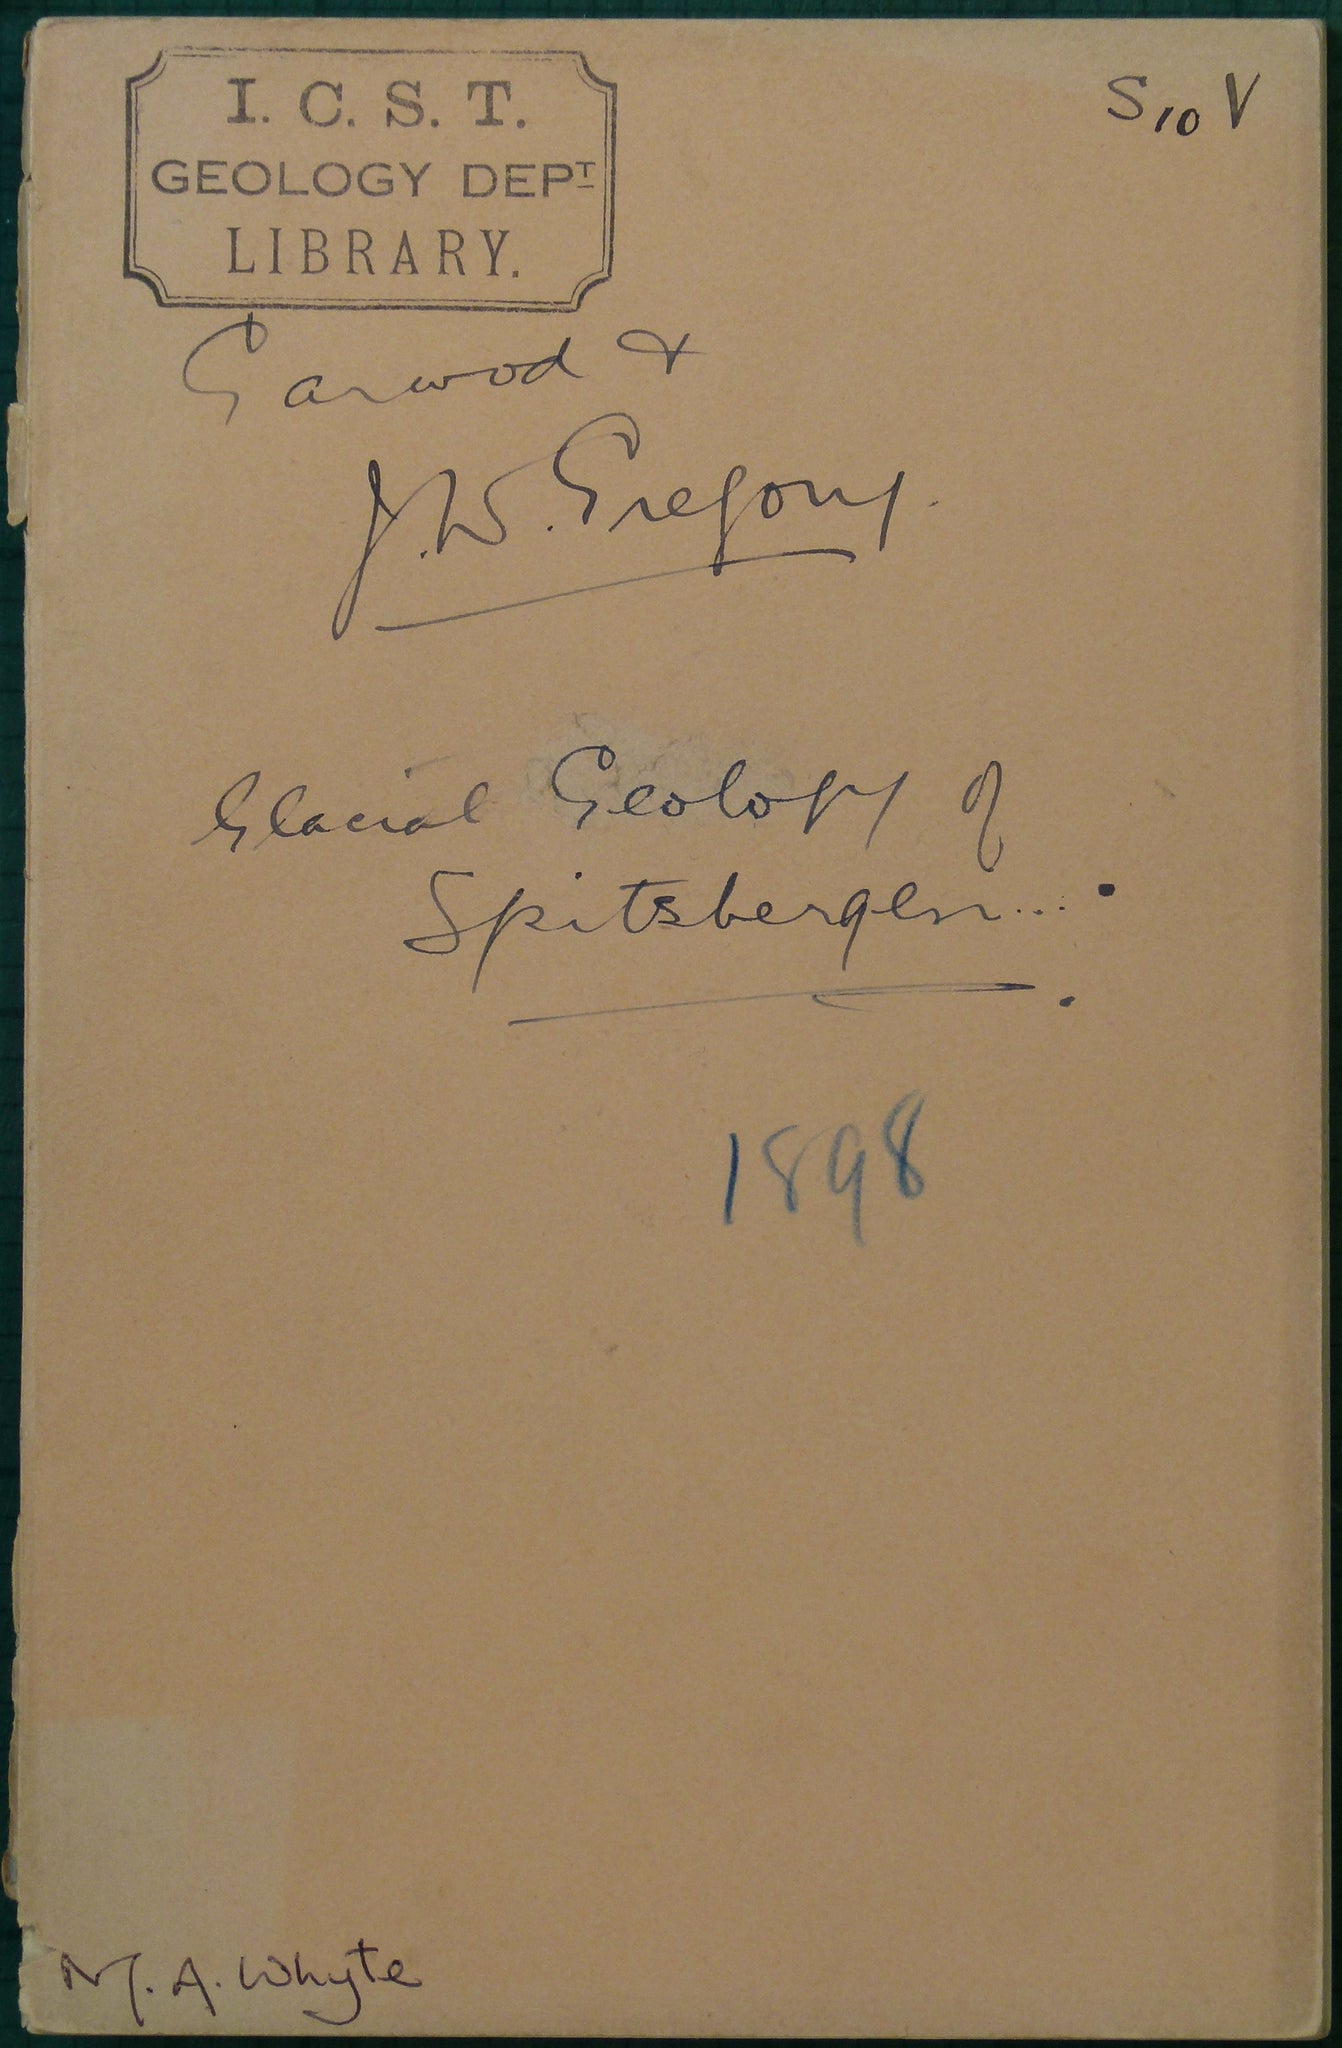 I. C. S. T.
GEOLOGY DEPT
LIBRARY.
S10 V
Garwood &
J. W. Gregory.
Glacial Geology of
Spitsbergen....
1898
M. A. Whyte